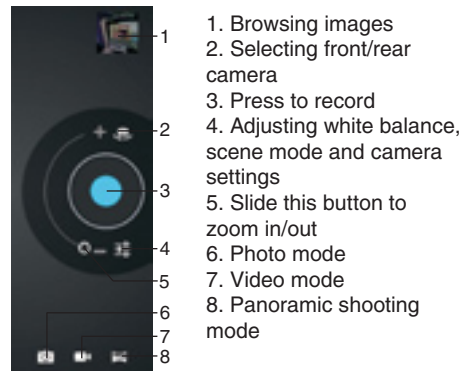 1
2
3
4
5
6
7
8
1. Browsing images
2. Selecting front/rear
camera
3. Press to record
4. Adjusting white balance,
scene mode and camera
settings
5. Slide this button to
zoom in/out
6. Photo mode
7. Video mode
8. Panoramic shooting
mode